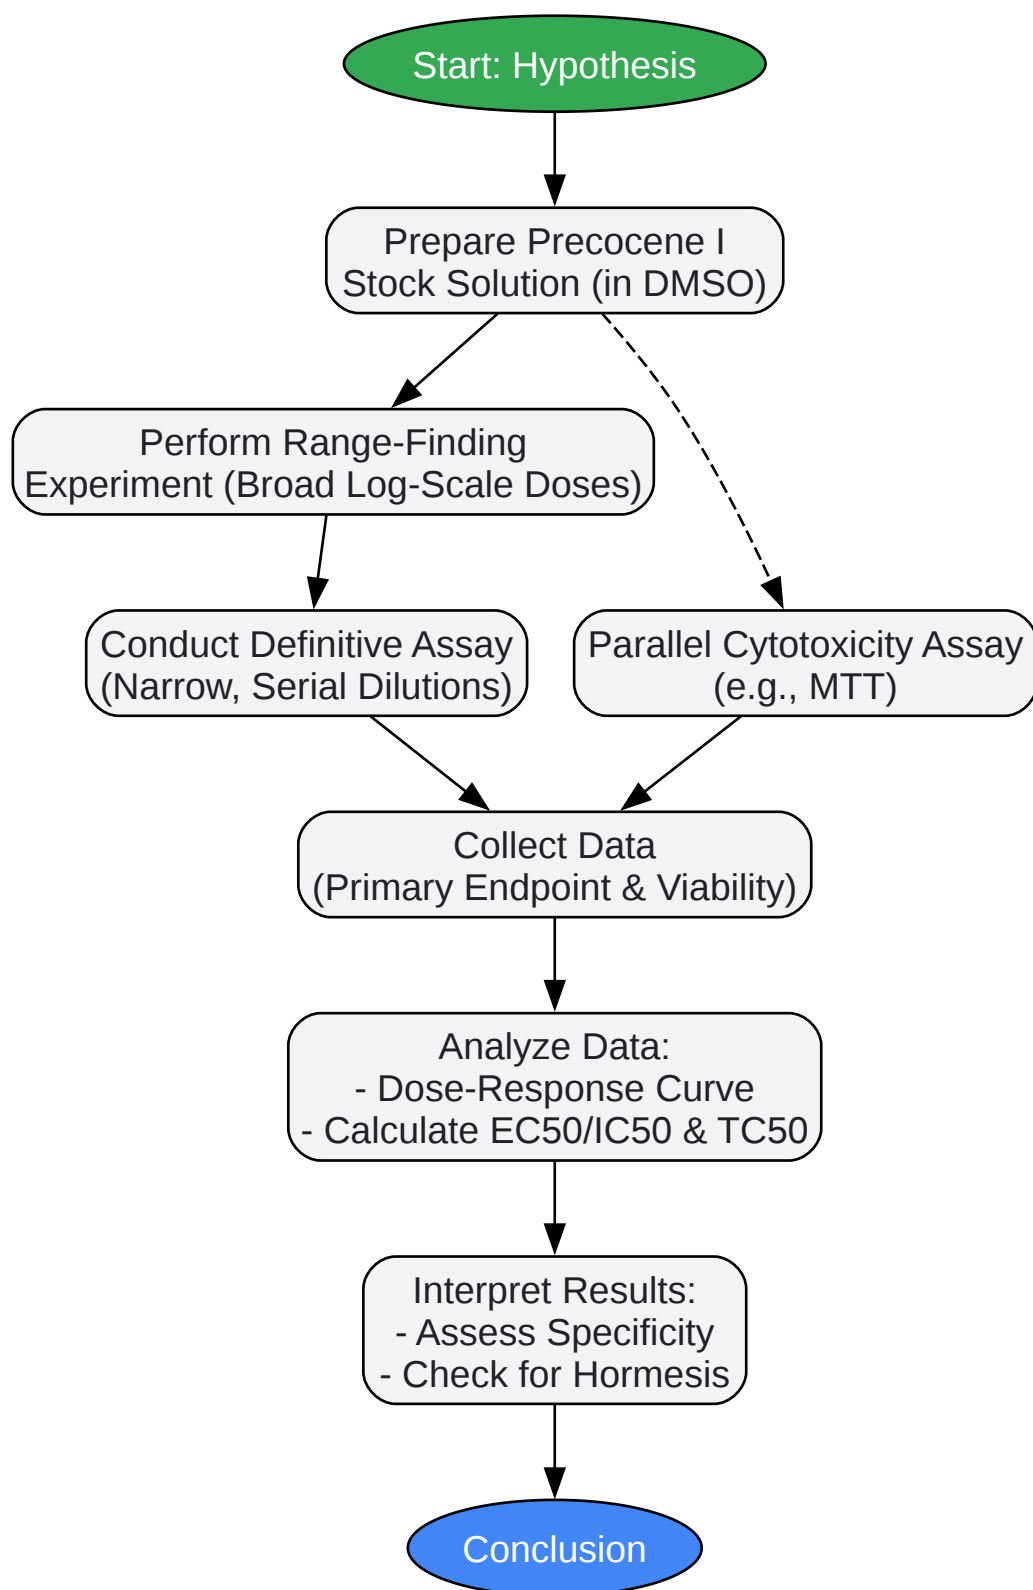 Start: Hypothesis
Prepare Precocene I
Stock Solution (in DMSO)
Perform Range-Finding
Experiment (Broad Log-Scale Doses)
Conduct Definitive Assay
(Narrow, Serial Dilutions)
Parallel Cytotoxicity Assay
(e.g., MTT)
Collect Data
(Primary Endpoint & Viability)
Analyze Data:
- Dose-Response Curve
- Calculate EC50/IC50 & TC50
Interpret Results:
- Assess Specificity
- Check for Hormesis
Conclusion